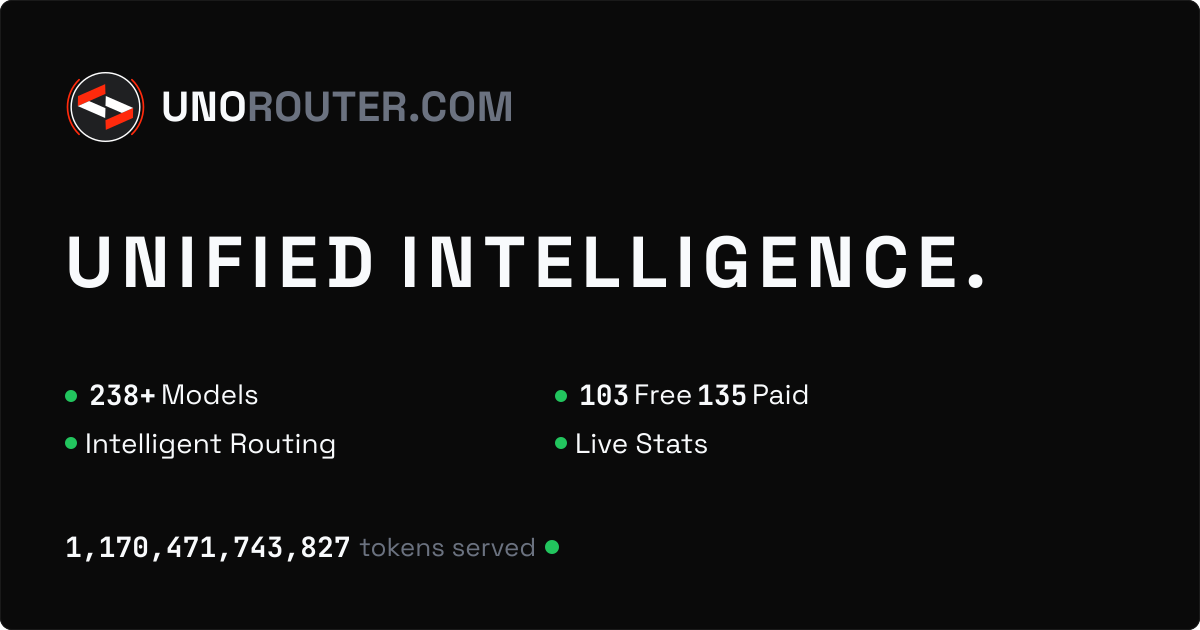 UNOROUTER.COM
UNIFIED INTELLIGENCE.
238+ Models
103 Free 135 Paid
Intelligent Routing
Live Stats
1,170,471,743,827 tokens served